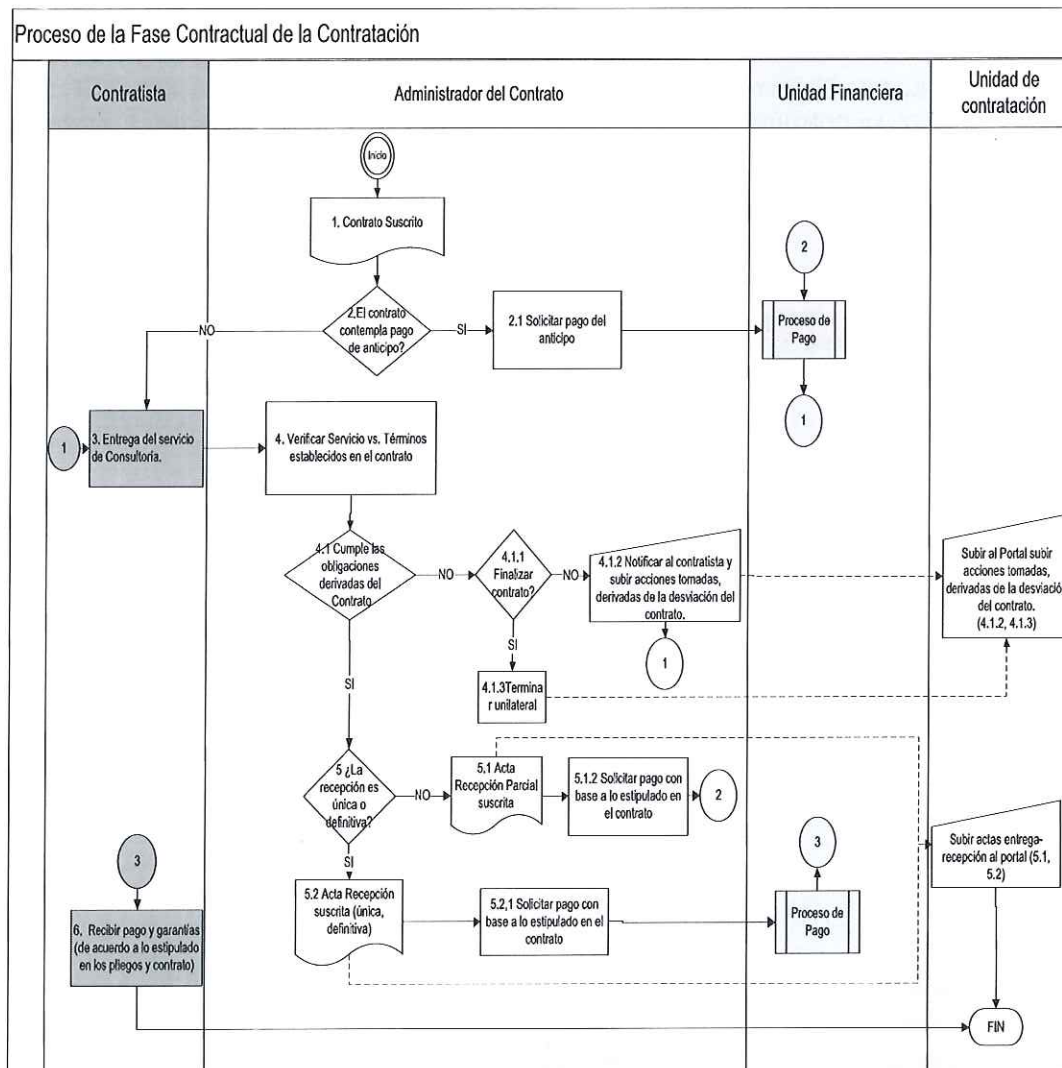 Proceso de la Fase Contractual de la Contratación
Contratista
Administrador del Contrato
Unidad Financiera
Unidad de
contratación
Inicio
1. Contrato Suscrito
2
2,El contrato
contempla pago
de anticipo?
NO
SI
2.1 Solicitar pago del
anticipo
Proceso de
Pago
1
1
3. Entrega del servicio
de Consultoría.
4. Verificar Servicio vs. Términos
establecidos en el contrato
4.1 Cumple las
obligaciones
derivadas del
Contrato
NO
4.1.1
Finalizar
contrato?
NO
4.1.2 Notificar al contratista y
subir acciones tomadas,
derivadas de la desviación del
contrato.
Subir al Portal subir
acciones tomadas,
derivadas de la desviación
del contrato.
(4.1.2, 4.1.3)
SI
1
SI
4.1.3Termina
r unilateral
5 ¿La
recepción es
única o
definitiva?
NO
5.1 Acta
Recepción Parcial
suscrita
5.1.2 Solicitar pago con
base a lo estipulado en
el contrato
2
SI
3
3
Subir actas entrega-
recepción al portal (5.1,
5.2)
5.2 Acta Recepción
suscrita (única,
definitiva)
5.2,1 Solicitar pago con
base a lo estipulado en el
contrato
Proceso de
Pago
6. Recibir pago y garantías
(de acuerdo a lo estipulado
en los pliegos y contrato)
FIN